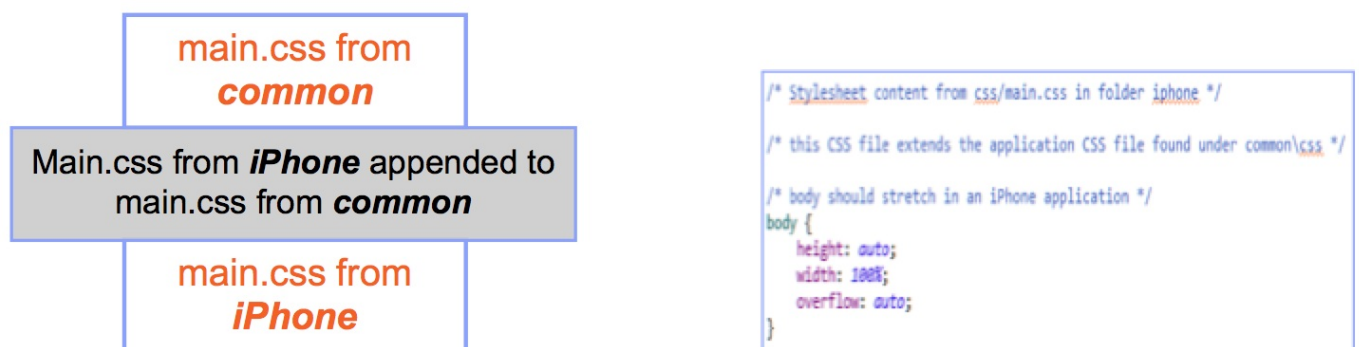 main.css from
common
Main.css from iPhone appended to
main.css from common
main.css from
iPhone
/* Stylesheet content from css/main.css in folder iphone */
/* this CSS file extends the application CSS file found under common\css */
/* body should stretch in an iPhone application */
body {
height: auto;
width: 100%;
overflow: auto;
}